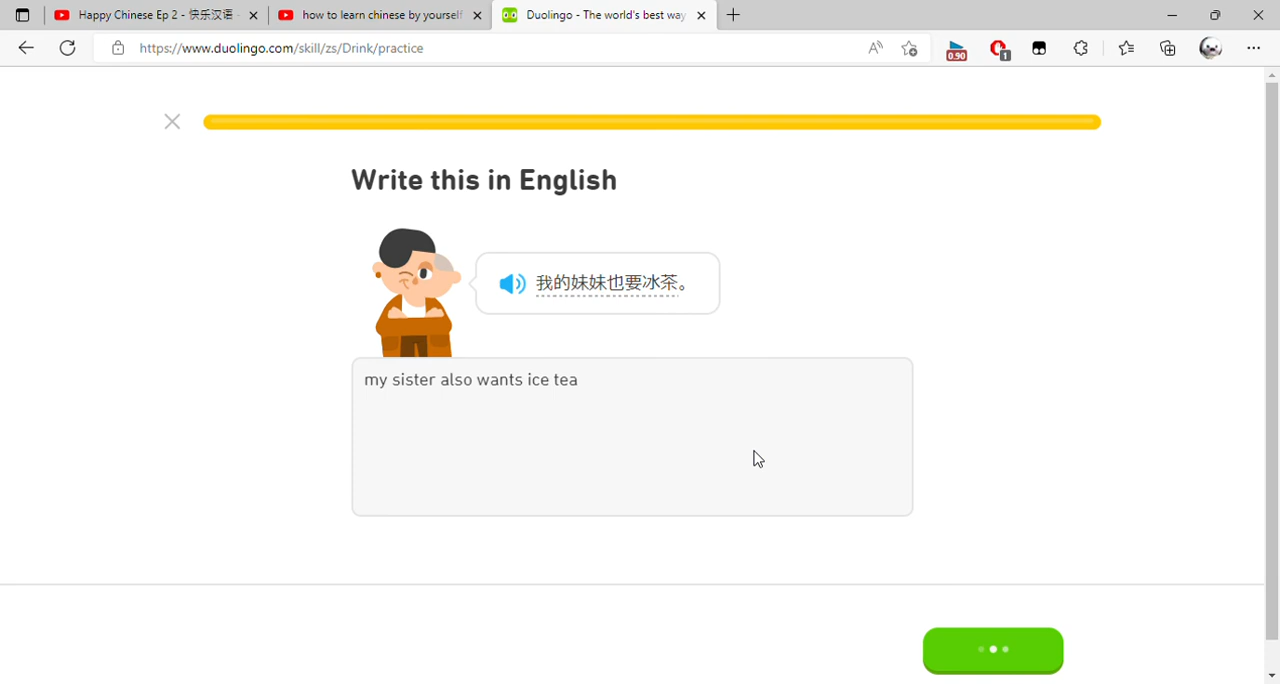 Happy Chinese Ep 2 - 快乐汉语
how to learn chinese by yourself
Duolingo - The world's best way
https://www.duolingo.com/skill/zs/Drink/practice
0.90
1
Write this in English
我的妹妹也要冰茶。
my sister also wants ice tea